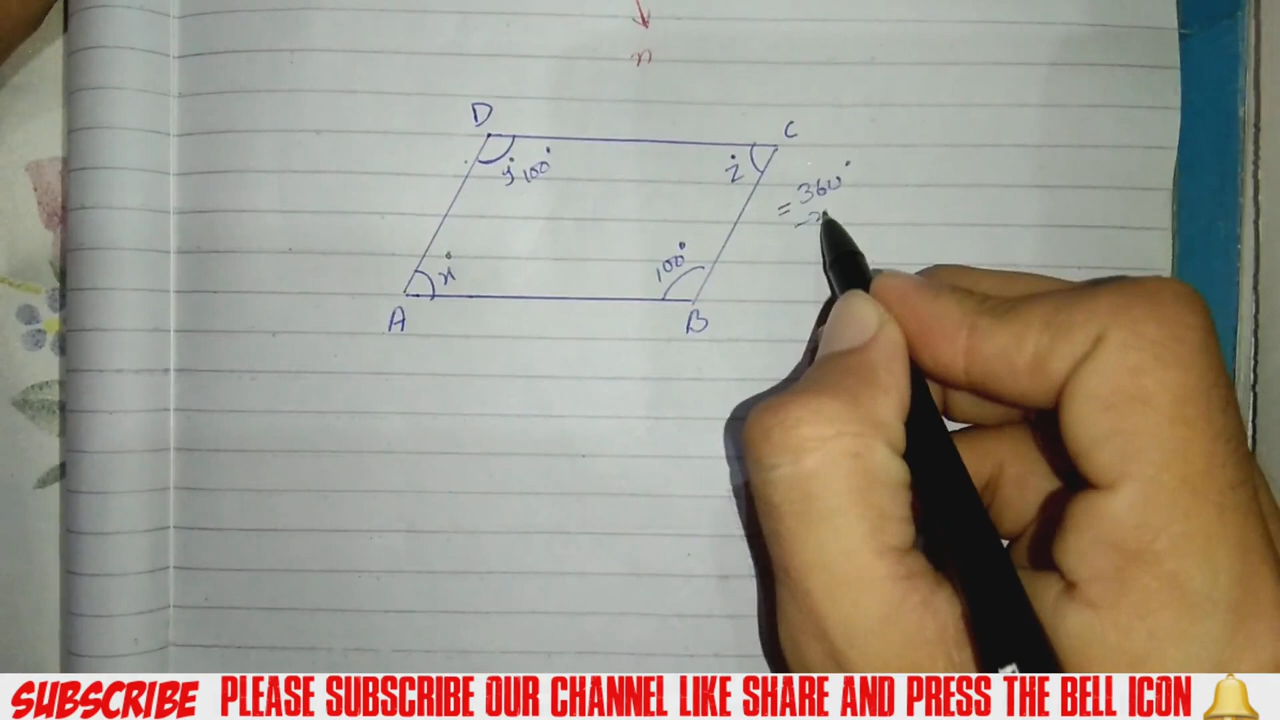 n
D
C
y° 100°
z°
= 360°
x°
100°
A
B
SUBSCRIBE PLEASE SUBSCRIBE OUR CHANNEL LIKE SHARE AND PRESS THE BELL ICON